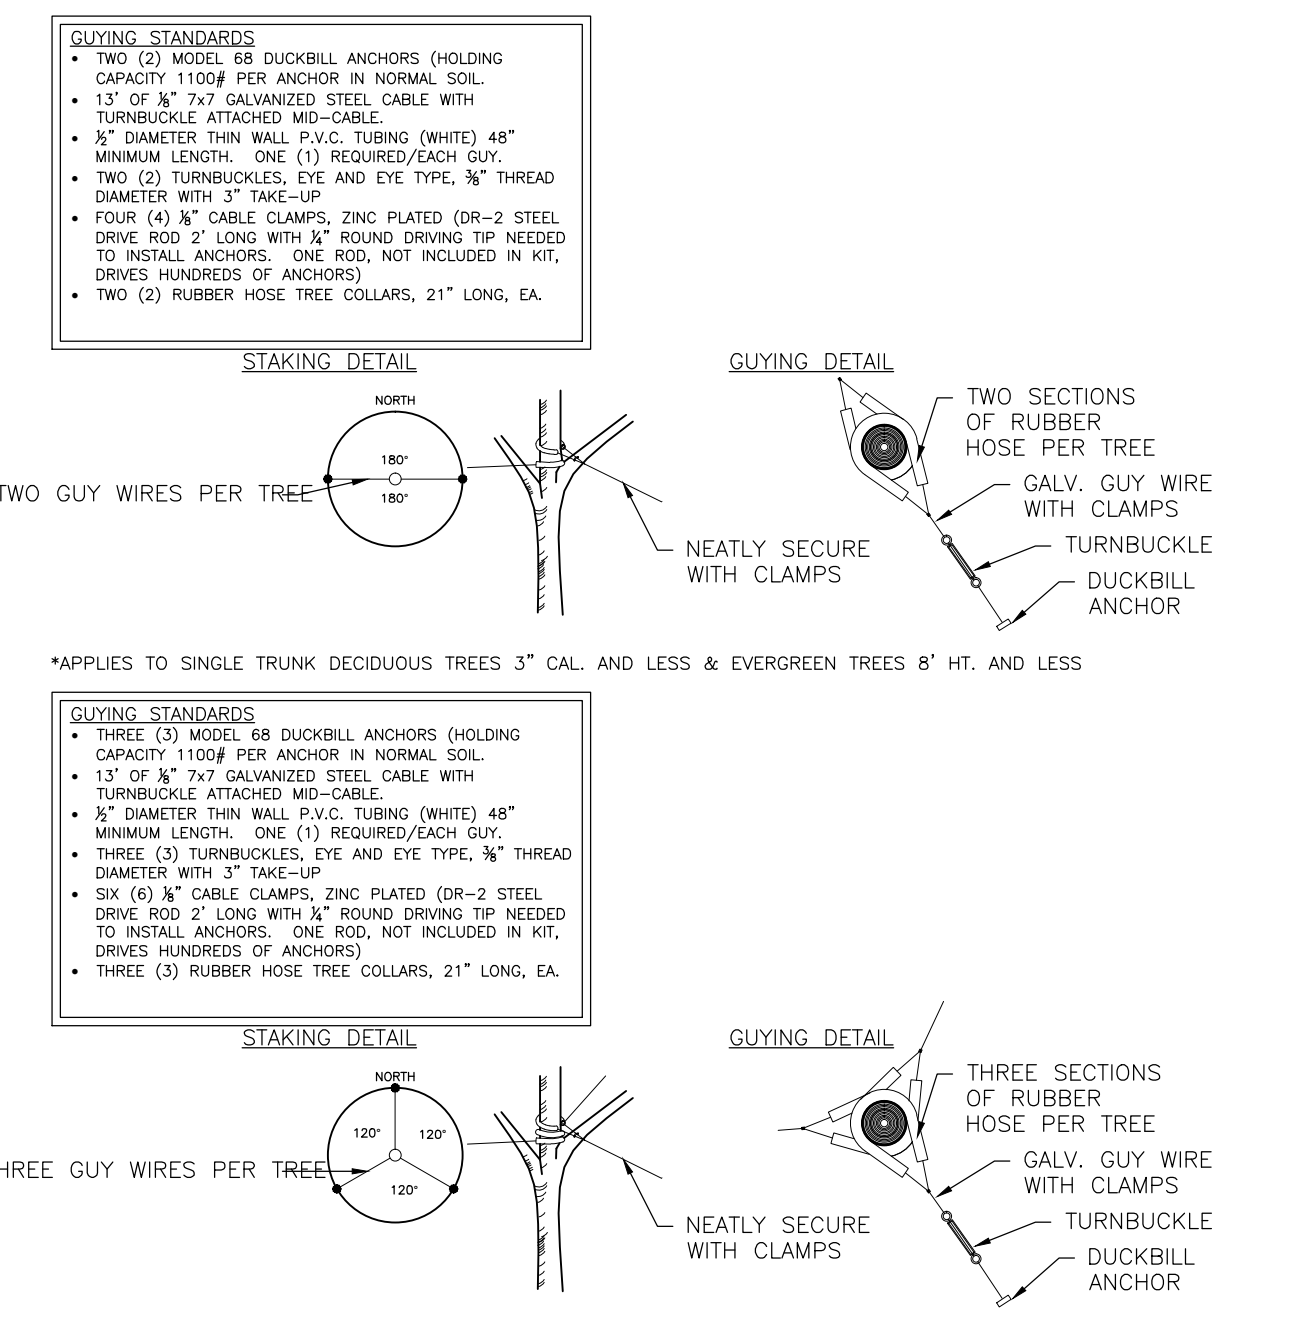 GUYING STANDARDS
• TWO (2) MODEL 68 DUCKBILL ANCHORS (HOLDING
CAPACITY 1100# PER ANCHOR IN NORMAL SOIL.
• 13' OF ⅛" 7x7 GALVANIZED STEEL CABLE WITH
TURNBUCKLE ATTACHED MID-CABLE.
• ½" DIAMETER THIN WALL P.V.C. TUBING (WHITE) 48"
MINIMUM LENGTH. ONE (1) REQUIRED/EACH GUY.
• TWO (2) TURNBUCKLES, EYE AND EYE TYPE, ⅜" THREAD
DIAMETER WITH 3" TAKE-UP
• FOUR (4) ⅛" CABLE CLAMPS, ZINC PLATED (DR-2 STEEL
DRIVE ROD 2' LONG WITH ¼" ROUND DRIVING TIP NEEDED
TO INSTALL ANCHORS. ONE ROD, NOT INCLUDED IN KIT,
DRIVES HUNDREDS OF ANCHORS)
• TWO (2) RUBBER HOSE TREE COLLARS, 21" LONG, EA.
STAKING DETAIL
NORTH
180°
180°
TWO GUY WIRES PER TREE
NEATLY SECURE
WITH CLAMPS
GUYING DETAIL
TWO SECTIONS
OF RUBBER
HOSE PER TREE
GALV. GUY WIRE
WITH CLAMPS
TURNBUCKLE
DUCKBILL
ANCHOR
*APPLIES TO SINGLE TRUNK DECIDUOUS TREES 3" CAL. AND LESS & EVERGREEN TREES 8' HT. AND LESS
GUYING STANDARDS
• THREE (3) MODEL 68 DUCKBILL ANCHORS (HOLDING
CAPACITY 1100# PER ANCHOR IN NORMAL SOIL.
• 13' OF ⅛" 7x7 GALVANIZED STEEL CABLE WITH
TURNBUCKLE ATTACHED MID-CABLE.
• ½" DIAMETER THIN WALL P.V.C. TUBING (WHITE) 48"
MINIMUM LENGTH. ONE (1) REQUIRED/EACH GUY.
• THREE (3) TURNBUCKLES, EYE AND EYE TYPE, ⅜" THREAD
DIAMETER WITH 3" TAKE-UP
• SIX (6) ⅛" CABLE CLAMPS, ZINC PLATED (DR-2 STEEL
DRIVE ROD 2' LONG WITH ¼" ROUND DRIVING TIP NEEDED
TO INSTALL ANCHORS. ONE ROD, NOT INCLUDED IN KIT,
DRIVES HUNDREDS OF ANCHORS)
• THREE (3) RUBBER HOSE TREE COLLARS, 21" LONG, EA.
STAKING DETAIL
NORTH
120°
120°
120°
HREE GUY WIRES PER TREE
NEATLY SECURE
WITH CLAMPS
GUYING DETAIL
THREE SECTIONS
OF RUBBER
HOSE PER TREE
GALV. GUY WIRE
WITH CLAMPS
TURNBUCKLE
DUCKBILL
ANCHOR